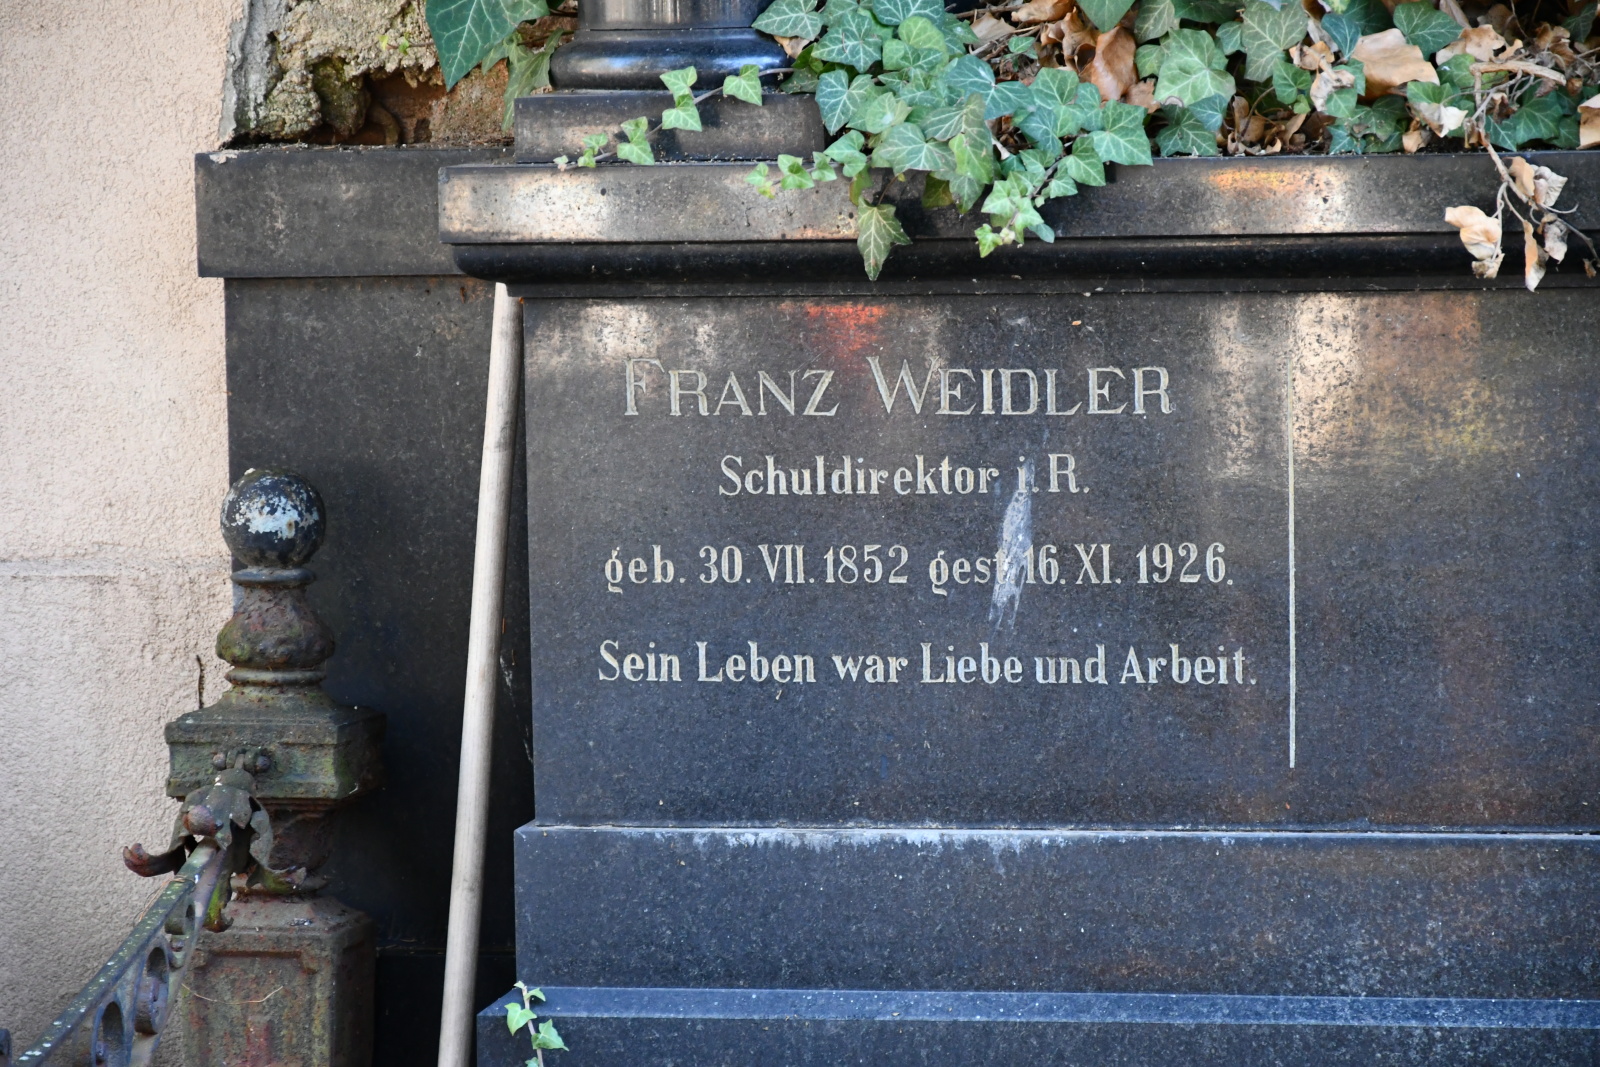 FRANZ WEIDLER
Schuldirektor i. R.
geb. 30. VII. 1852 gest. 16. XI. 1926.
Sein Leben war Liebe und Arbeit.